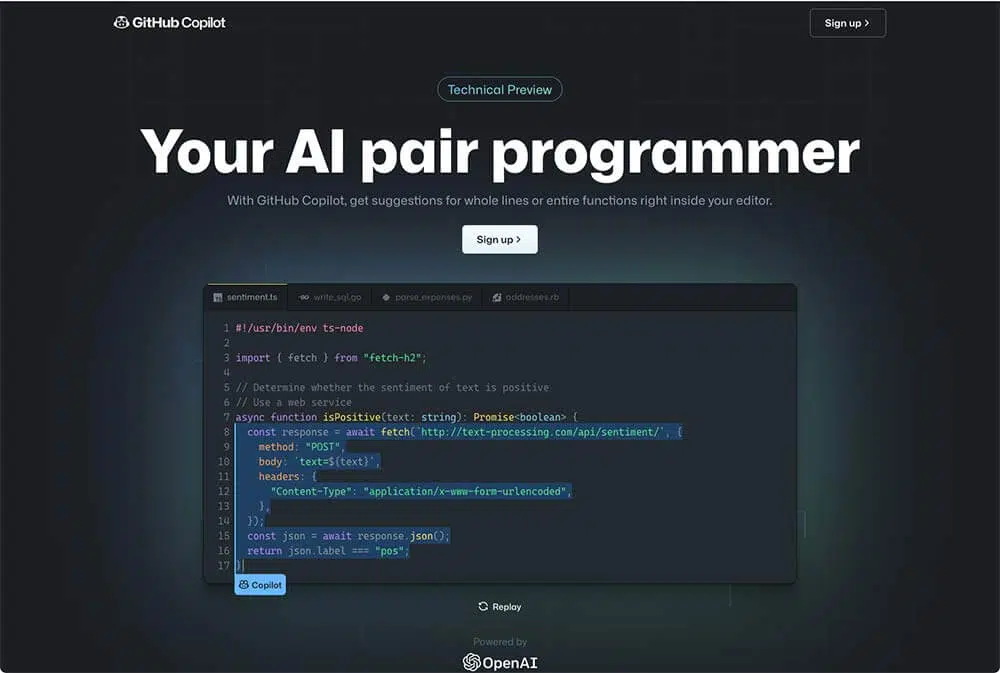 GitHub Copilot
Sign up >
Technical Preview
Your AI pair programmer
With GitHub Copilot, get suggestions for whole lines or entire functions right inside your editor.
Sign up >
sentiment.ts write_sql.go parse_expenses.py addresses.rb
1 #!/usr/bin/env ts-node
2
3 import { fetch } from "fetch-h2";
4
5 // Determine whether the sentiment of text is positive
6 // Use a web service
7 async function isPositive(text: string): Promise<boolean> {
8 const response = await fetch(`http://text-processing.com/api/sentiment/`, {
9 method: "POST",
10 body: `text=${text}`,
11 headers: {
12 "Content-Type": "application/x-www-form-urlencoded",
13 },
14 });
15 const json = await response.json();
16 return json.label === "pos";
17 }
Copilot
Replay
Powered by
OpenAI